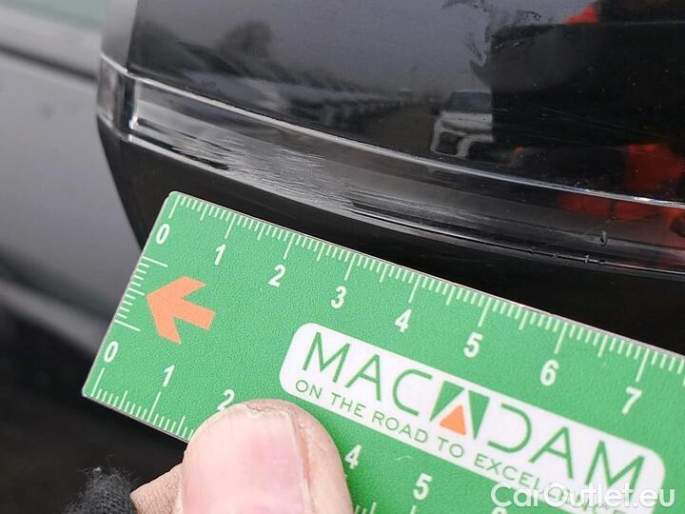 0 1 2 3 4 5 6 7
MACADAM
ON THE ROAD TO EXCEL
0 1 2 4 5
CarOutlet.eu